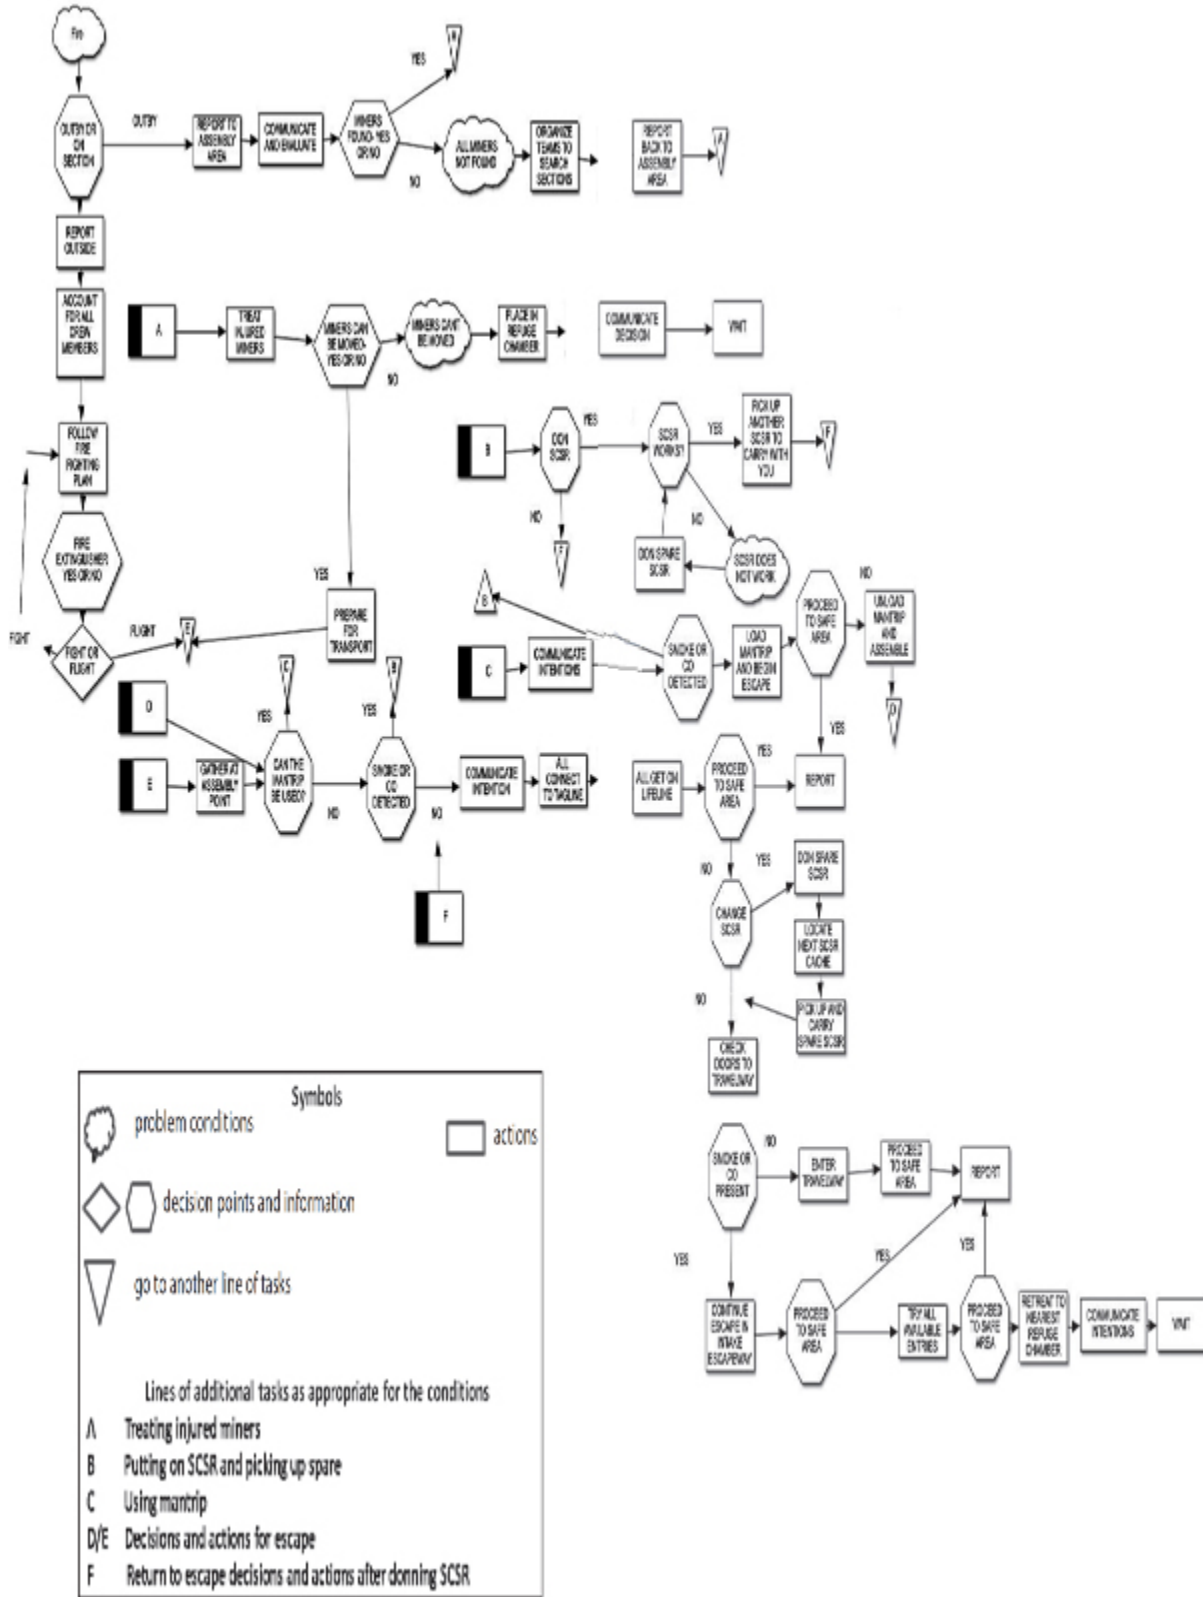 Fire
OUTBY OR
ON
SECTION
OUTBY
REPORT TO
ASSEMBLY
AREA
COMMUNICATE
AND EVALUATE
MINERS
FOUND- YES
OR NO
YES
A
NO
ALL MINERS
NOT FOUND
ORGANIZE
TEAMS TO
SEARCH
SECTIONS
REPORT
BACK TO
ASSEMBLY
AREA
A
REPORT
OUTSIDE
ACCOUNT
FOR ALL
CREW
MEMBERS
FOLLOW
FIRE
FIGHTING
PLAN
FIRE
EXTINGUISHER
YES OR NO
FIGHT OR
FLIGHT
FIGHT
FLIGHT
E
A
TREAT
INJURED
MINERS
MINERS CAN
BE MOVED-
YES OR NO
NO
MINERS CANT
BE MOVED
PLACE IN
REFUGE
CHAMBER
COMMUNICATE
DECISION
WAIT
YES
PREPARE
FOR
TRANSPORT
B
DON
SCSR
YES
NO
F
SCSR
WORKS?
YES
PICK UP
ANOTHER
SCSR TO
CARRY WITH
YOU
F
NO
SCSR DOES
NOT WORK
DON SPARE
SCSR
B
C
COMMUNICATE
INTENTIONS
SMOKE OR
CO
DETECTED
LOAD
MANTRIP
AND BEGIN
ESCAPE
PROCEED
TO SAFE
AREA
NO
UNLOAD
MANTRIP
AND
ASSEMBLE
D
YES
REPORT
D
E
GATHER AT
ASSEMBLY
POINT
CAN THE
MANTRIP
BE USED?
YES
C
NO
SMOKE OR
CO
DETECTED
YES
B
NO
F
COMMUNICATE
INTENTION
ALL
CONNECT
TO TAGLINE
ALL GET ON
LIFELINE
PROCEED
TO SAFE
AREA
YES
NO
CHANGE
SCSR
YES
DON SPARE
SCSR
LOCATE
NEXT SCSR
CACHE
PICK UP AND
CARRY
SPARE SCSR
NO
CHECK
DOORS TO
TRAVELWAY
SMOKE OR
CO
PRESENT
NO
ENTER
TRAVELWAY
PROCEED
TO SAFE
AREA
REPORT
YES
CONTINUE
ESCAPE IN
INTAKE
ESCAPEWAY
PROCEED
TO SAFE
AREA
YES
TRY ALL
AVAILABLE
ENTRIES
PROCEED
TO SAFE
AREA
YES
RETREAT TO
NEAREST
REFUGE
CHAMBER
COMMUNICATE
INTENTIONS
WAIT
Symbols
problem conditions
actions
decision points and information
go to another line of tasks
Lines of additional tasks as appropriate for the conditions
A Treating injured miners
B Putting on SCSR and picking up spare
C Using mantrip
D/E Decisions and actions for escape
F Return to escape decisions and actions after donning SCSR